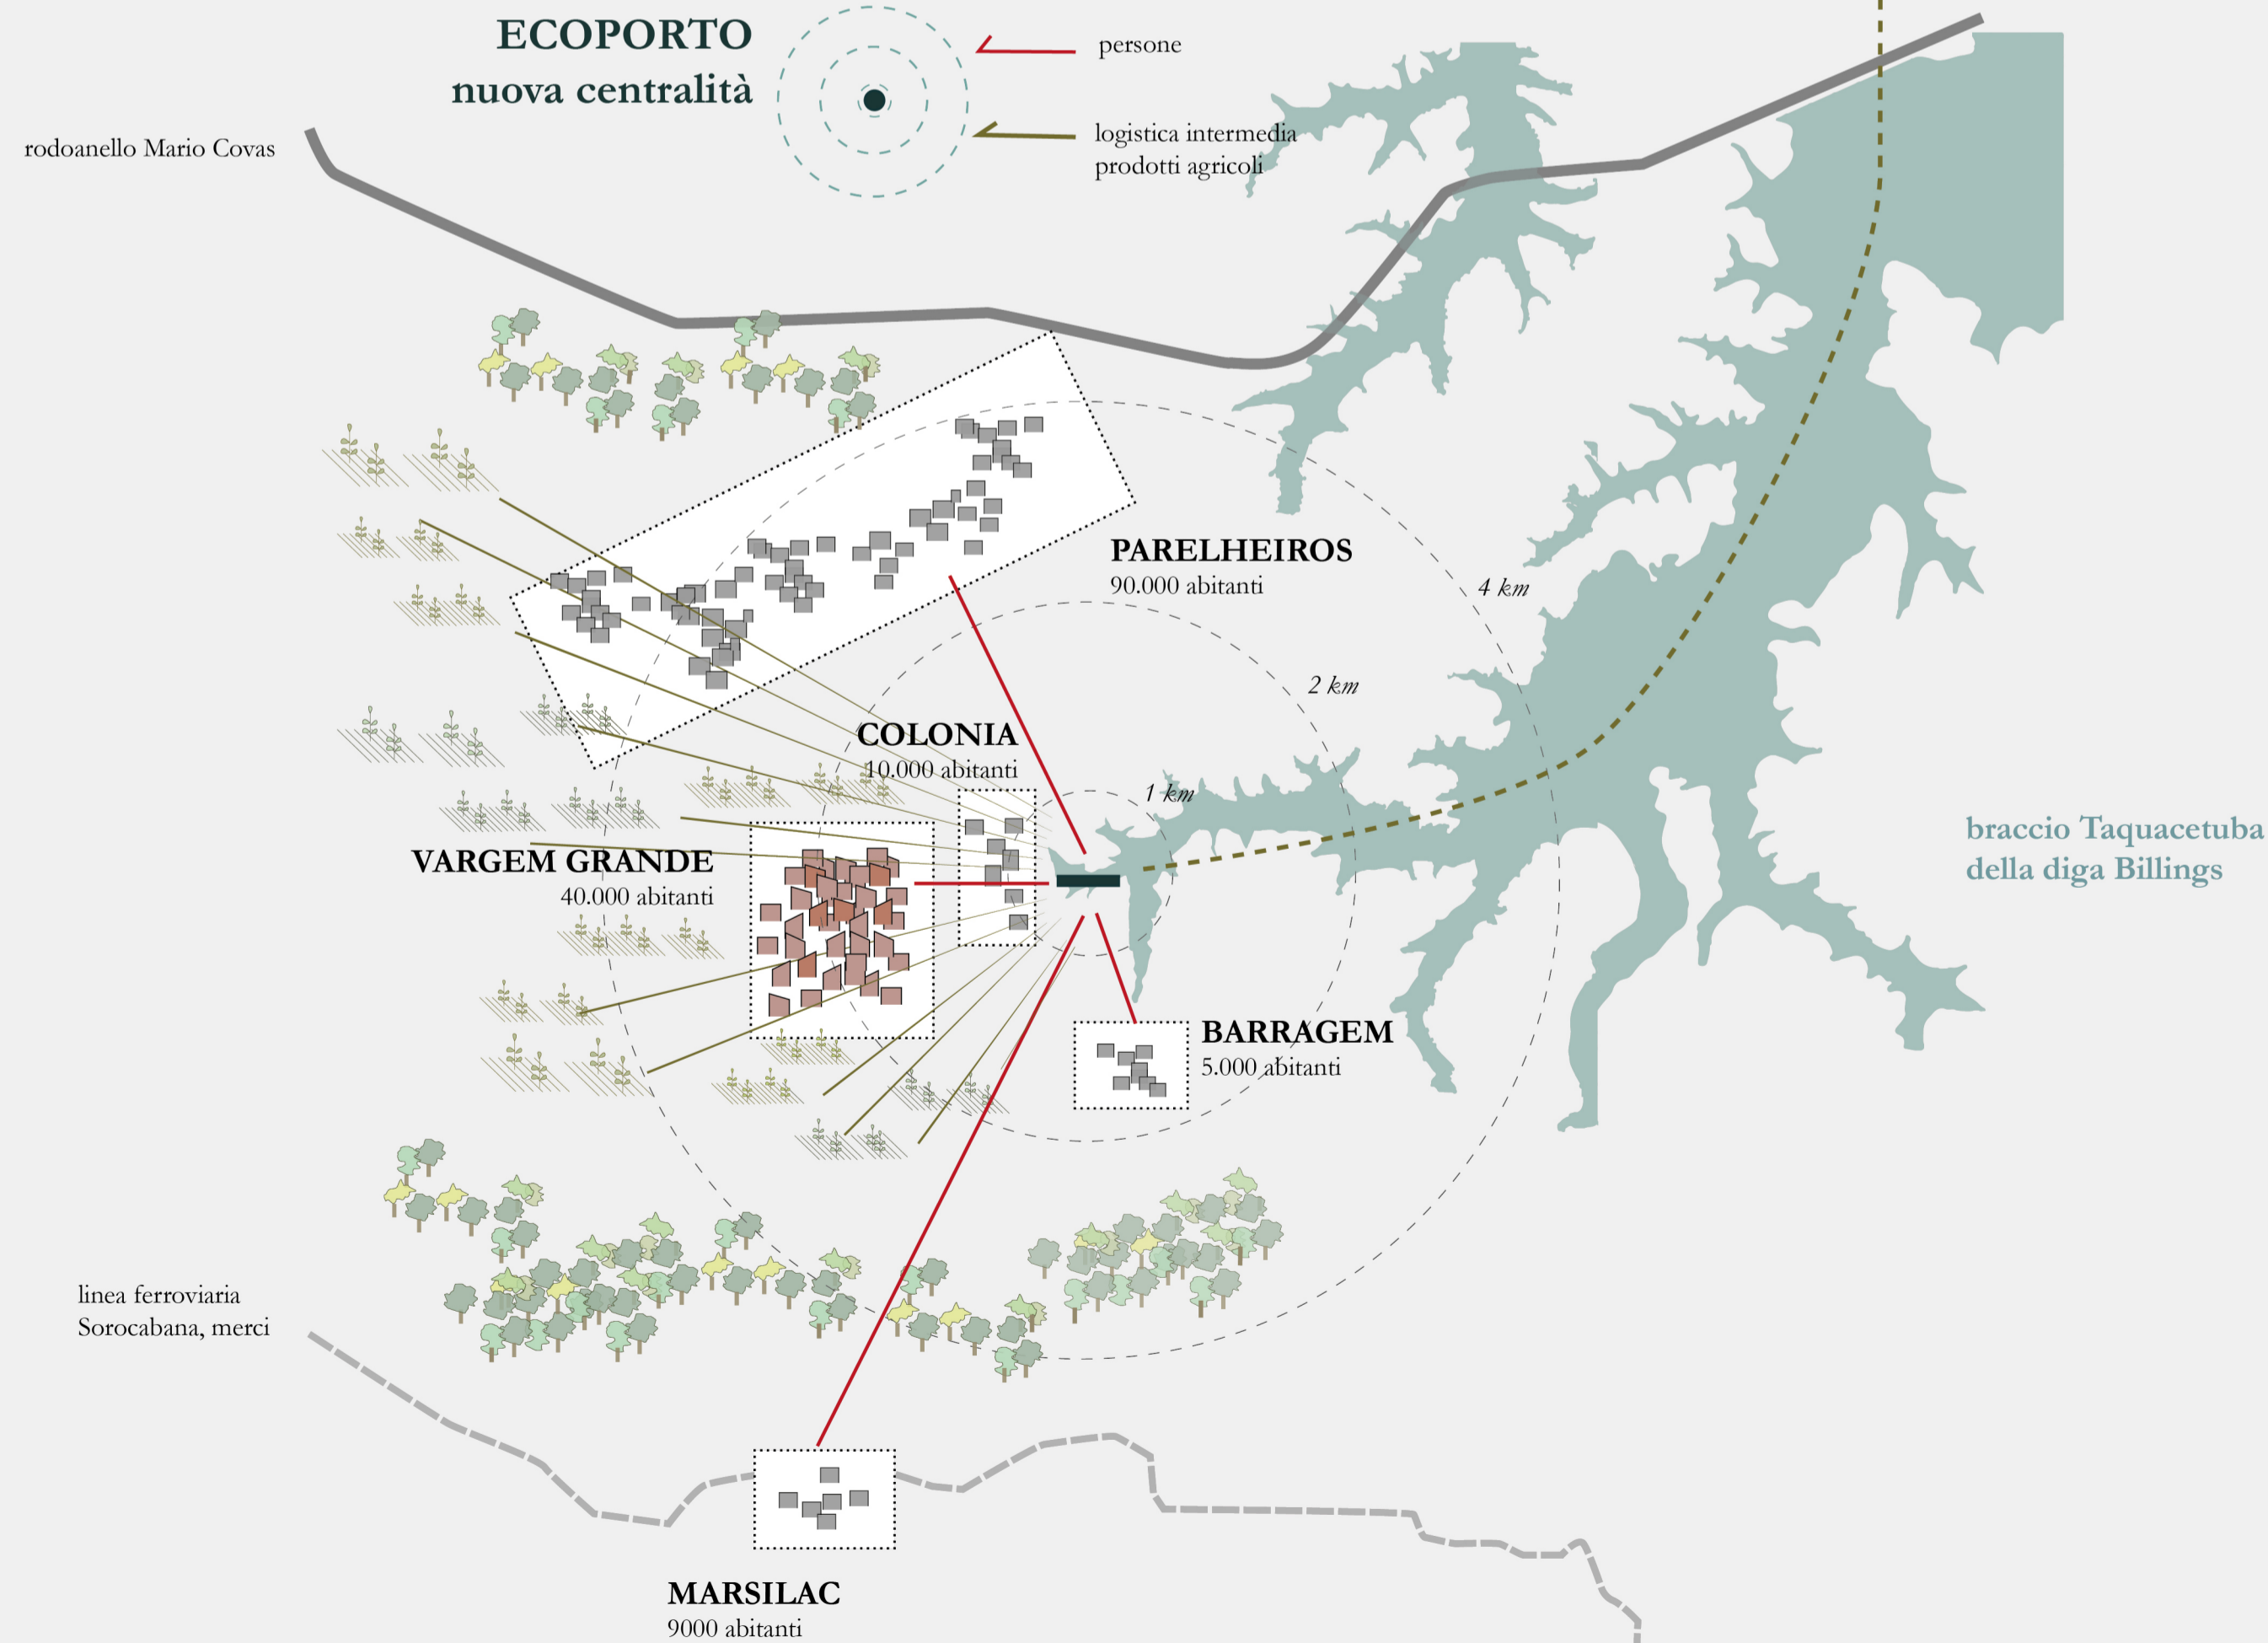 ECOPORTO
nuova centralità
persone
logistica intermedia
prodotti agricoli
rodoanello Mario Covas
PARELHEIROS
90.000 abitanti
4 km
2 km
COLONIA
10.000 abitanti
1 km
braccio Taquacetuba
della diga Billings
VARGEM GRANDE
40.000 abitanti
BARRAGEM
5.000 abitanti
linea ferroviaria
Sorocabana, merci
MARSILAC
9000 abitanti